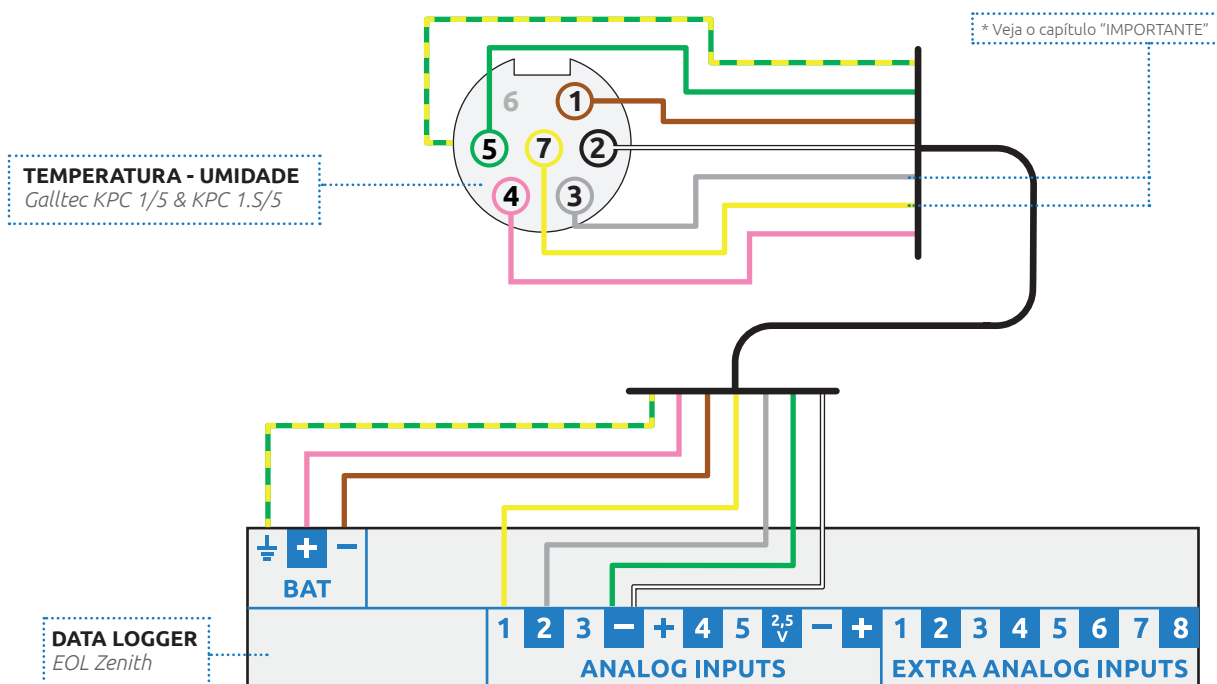 * Veja o capítulo "IMPORTANTE"
6 1
5 7 2
4 3
TEMPERATURA - UMIDADE
Galltec KPC 1/5 & KPC 1.S/5
+ −
BAT
DATA LOGGER
EOL Zenith
1 2 3 − + 4 5 2,5 V − + 1 2 3 4 5 6 7 8
ANALOG INPUTS EXTRA ANALOG INPUTS